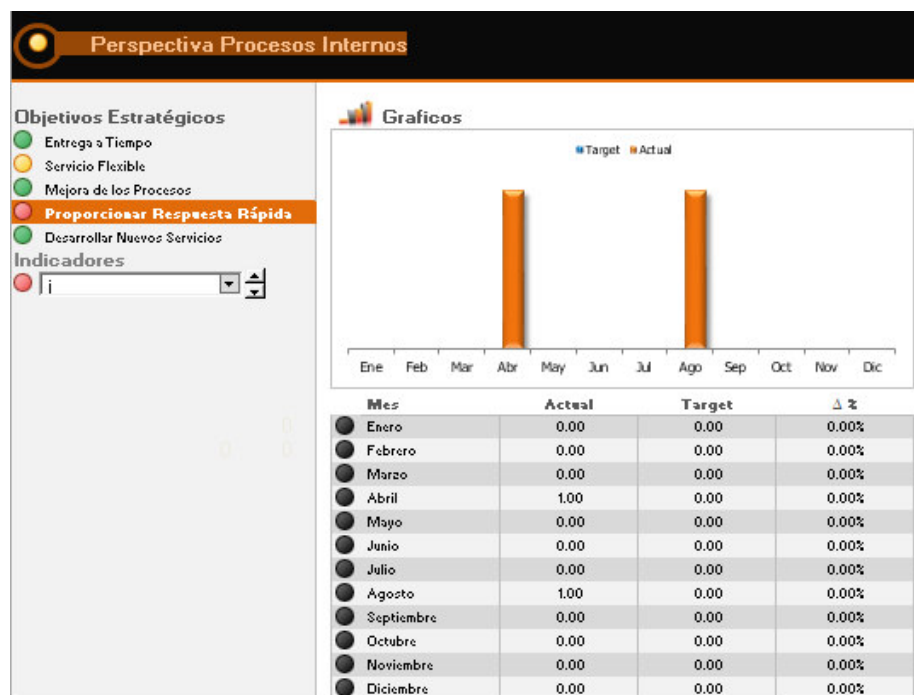 Perspectiva Procesos Internos
Objetivos Estratégicos
Entrega a Tiempo
Servicio Flexible
Mejora de los Procesos
Proporcionar Respuesta Rápida
Desarrollar Nuevos Servicios
Indicadores
i
Graficos
Target Actual
Ene Feb Mar Abr May Jun Jul Ago Sep Oct Nov Dic
Mes Actual Target Δ %
Enero 0.00 0.00 0.00%
Febrero 0.00 0.00 0.00%
Marzo 0.00 0.00 0.00%
Abril 1.00 0.00 0.00%
Mayo 0.00 0.00 0.00%
Junio 0.00 0.00 0.00%
Julio 0.00 0.00 0.00%
Agosto 1.00 0.00 0.00%
Septiembre 0.00 0.00 0.00%
Octubre 0.00 0.00 0.00%
Noviembre 0.00 0.00 0.00%
Diciembre 0.00 0.00 0.00%
0
0 0